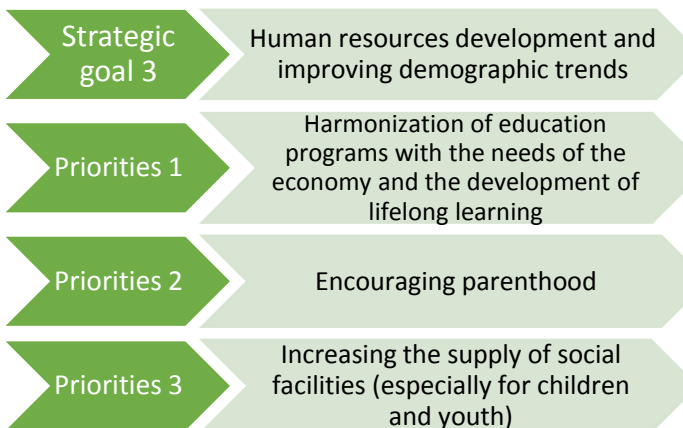 Strategic
goal 3
Human resources development and
improving demographic trends
Priorities 1
Harmonization of education
programs with the needs of the
economy and the development of
lifelong learning
Priorities 2
Encouraging parenthood
Priorities 3
Increasing the supply of social
facilities (especially for children
and youth)